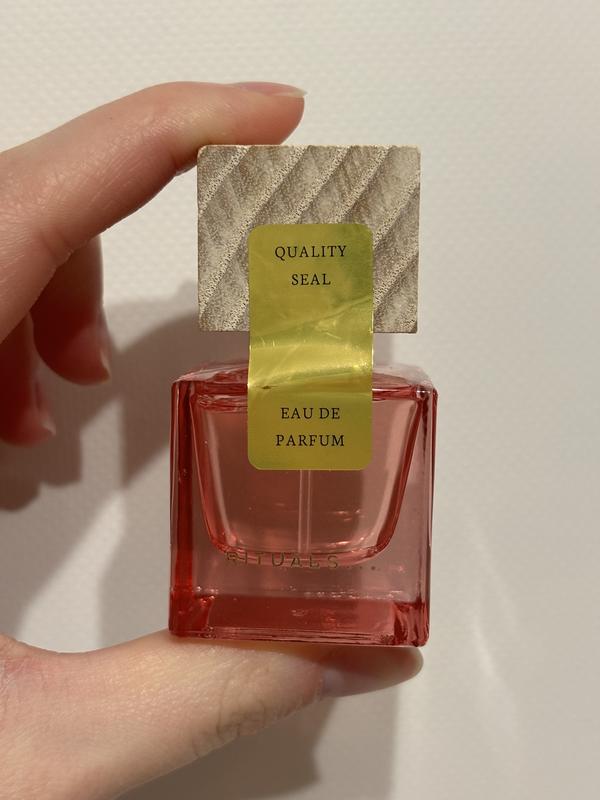 QUALITY
SEAL
EAU DE
PARFUM
RITUALS...